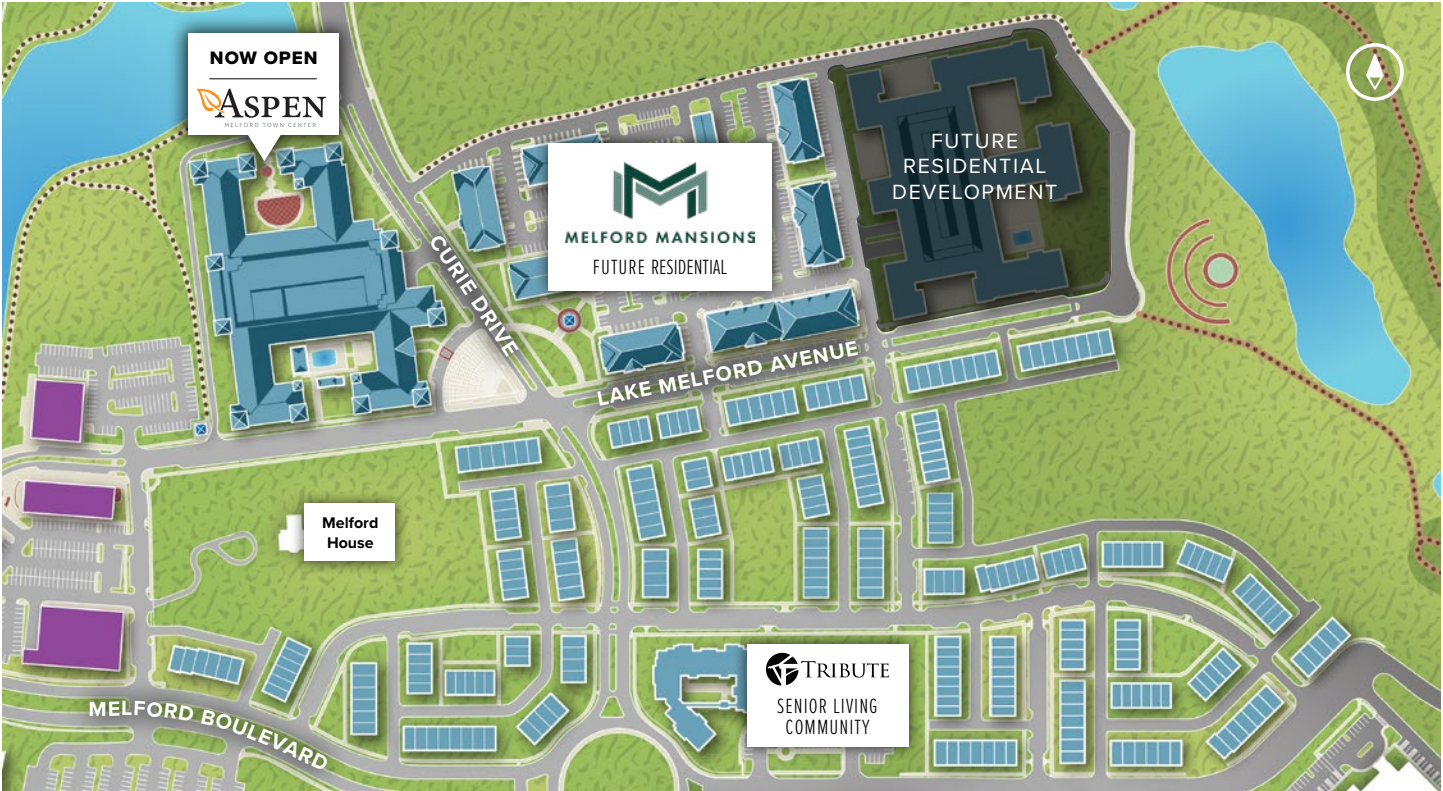 NOW OPEN
ASPEN
MELFORD TOWN CENTER
MELFORD MANSIONS
FUTURE RESIDENTIAL
FUTURE
RESIDENTIAL
DEVELOPMENT
CURIE DRIVE
LAKE MELFORD AVENUE
Melford
House
TRIBUTE
SENIOR LIVING
COMMUNITY
MELFORD BOULEVARD